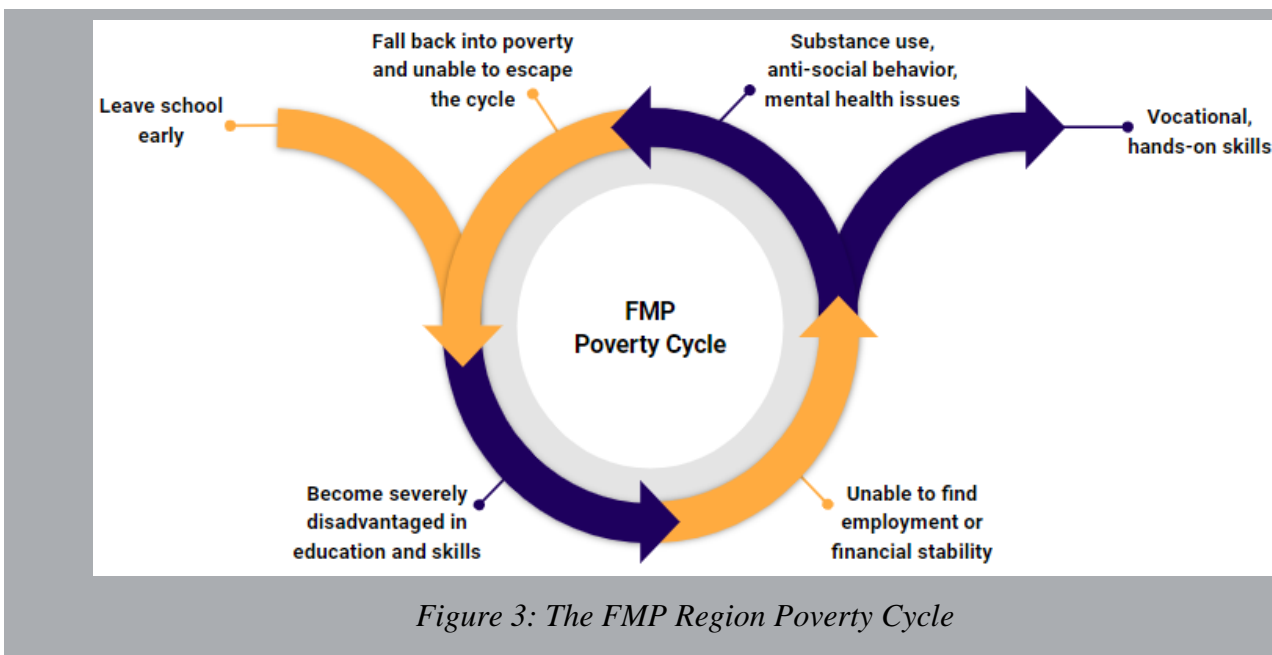 Leave school
early
Fall back into poverty
and unable to escape
the cycle
Substance use,
anti-social behavior,
mental health issues
Vocational,
hands-on skills
FMP
Poverty Cycle
Become severely
disadvantaged in
education and skills
Unable to find
employment or
financial stability
Figure 3: The FMP Region Poverty Cycle